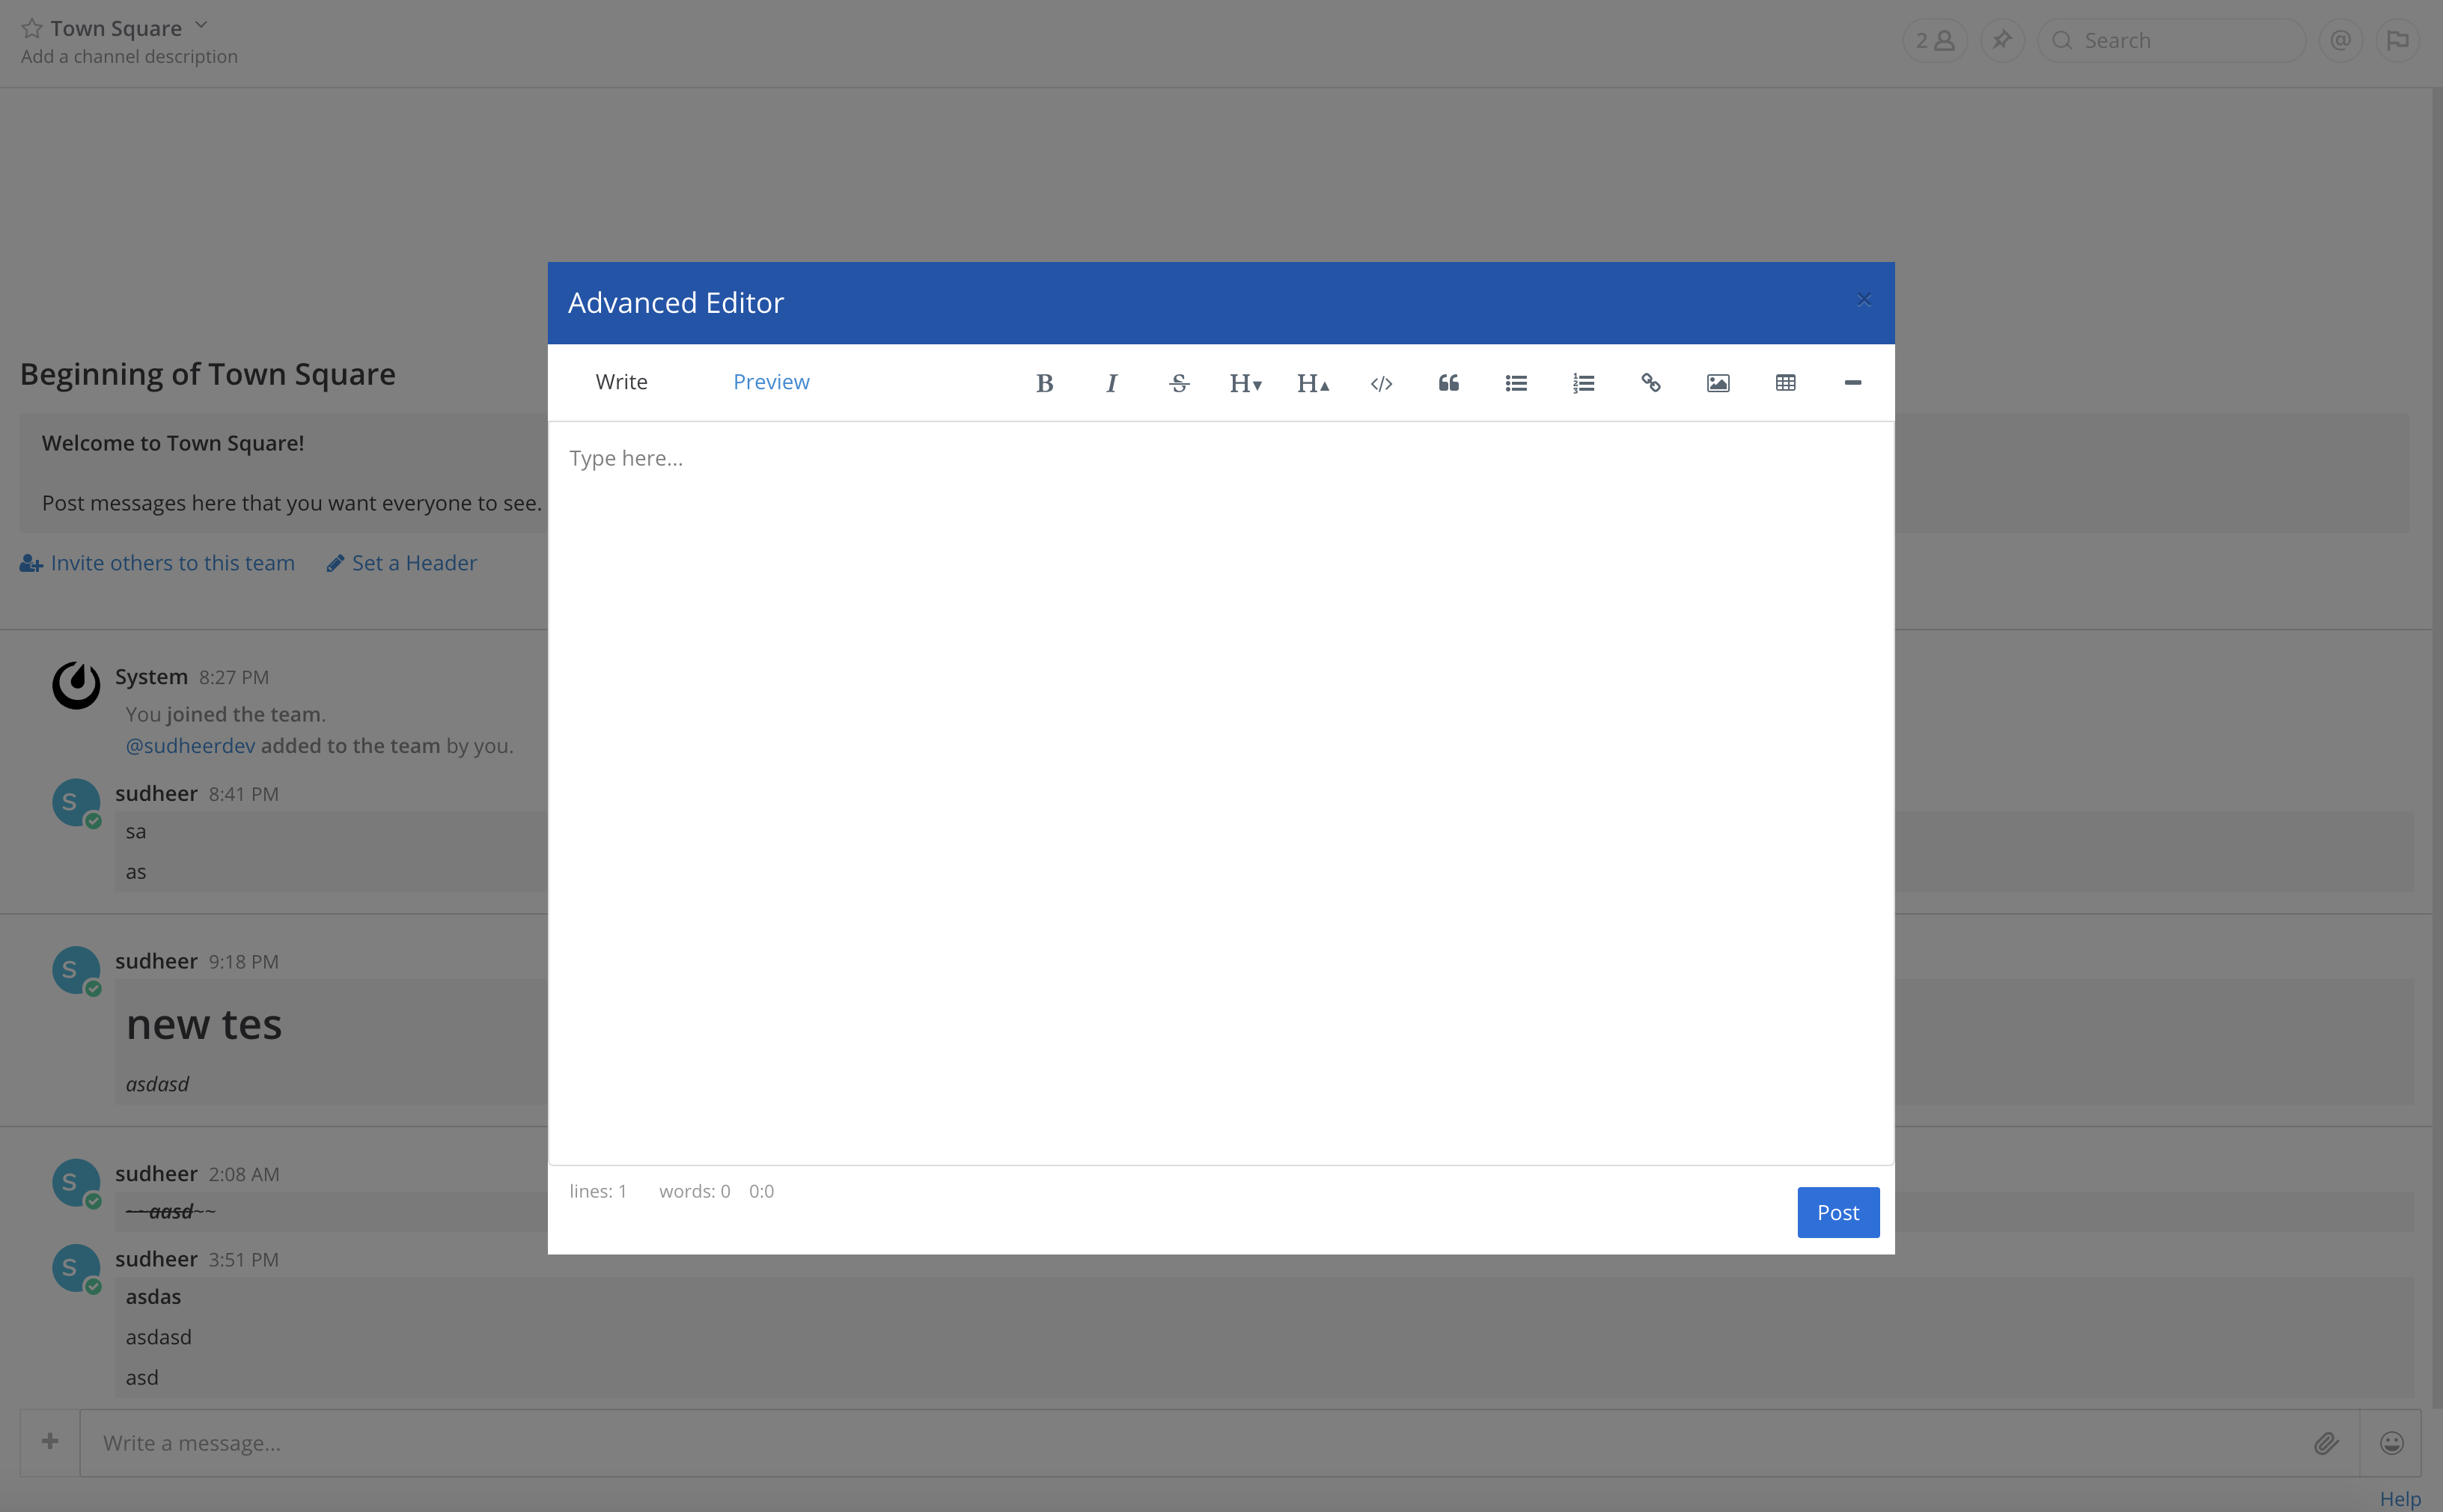 Town Square
Add a channel description
2
Search
@
Advanced Editor
×
Write Preview B I S H▾ H▴ </>
Type here...
Beginning of Town Square
Welcome to Town Square!
Post messages here that you want everyone to see.
Invite others to this team Set a Header
System 8:27 PM
You joined the team.
@sudheerdev added to the team by you.
S sudheer 8:41 PM
sa
as
S sudheer 9:18 PM
new tes
asdasd
S sudheer 2:08 AM
~~aasd~~
S sudheer 3:51 PM
asdas
asdasd
asd
lines: 1 words: 0 0:0
Post
+ Write a message...
Help